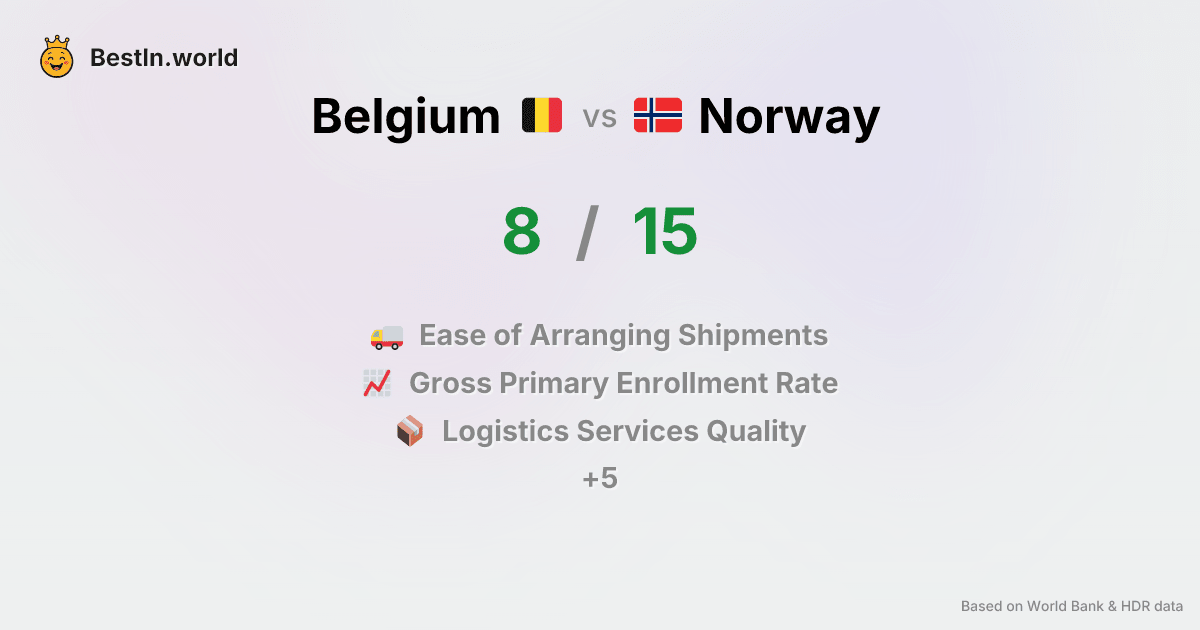 BestIn.world
Belgium vs Norway
8 / 15
Ease of Arranging Shipments
Gross Primary Enrollment Rate
Logistics Services Quality
+5
Based on World Bank & HDR data